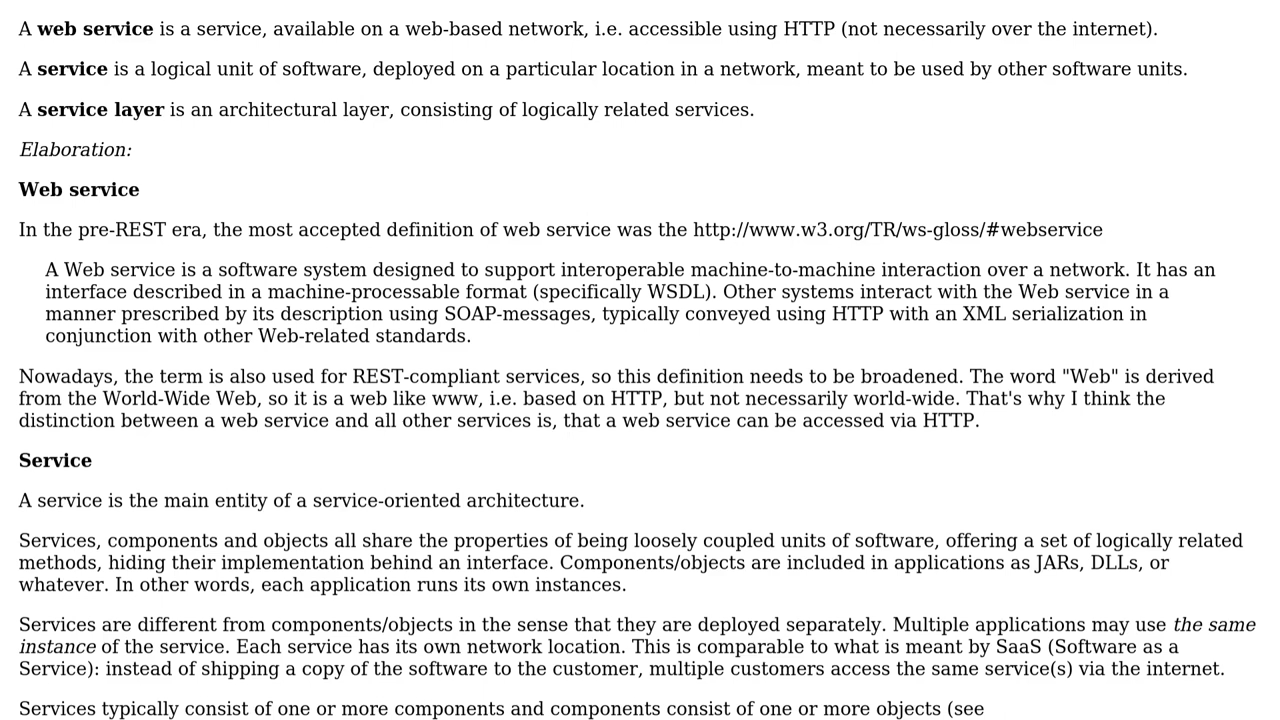 A web service is a service, available on a web-based network, i.e. accessible using HTTP (not necessarily over the internet).
A service is a logical unit of software, deployed on a particular location in a network, meant to be used by other software units.
A service layer is an architectural layer, consisting of logically related services.
Elaboration:
Web service
In the pre-REST era, the most accepted definition of web service was the http://www.w3.org/TR/ws-gloss/#webservice
A Web service is a software system designed to support interoperable machine-to-machine interaction over a network. It has an
interface described in a machine-processable format (specifically WSDL). Other systems interact with the Web service in a
manner prescribed by its description using SOAP-messages, typically conveyed using HTTP with an XML serialization in
conjunction with other Web-related standards.
Nowadays, the term is also used for REST-compliant services, so this definition needs to be broadened. The word "Web" is derived
from the World-Wide Web, so it is a web like www, i.e. based on HTTP, but not necessarily world-wide. That's why I think the
distinction between a web service and all other services is, that a web service can be accessed via HTTP.
Service
A service is the main entity of a service-oriented architecture.
Services, components and objects all share the properties of being loosely coupled units of software, offering a set of logically related
methods, hiding their implementation behind an interface. Components/objects are included in applications as JARs, DLLs, or
whatever. In other words, each application runs its own instances.
Services are different from components/objects in the sense that they are deployed separately. Multiple applications may use the same
instance of the service. Each service has its own network location. This is comparable to what is meant by SaaS (Software as a
Service): instead of shipping a copy of the software to the customer, multiple customers access the same service(s) via the internet.
Services typically consist of one or more components and components consist of one or more objects (see